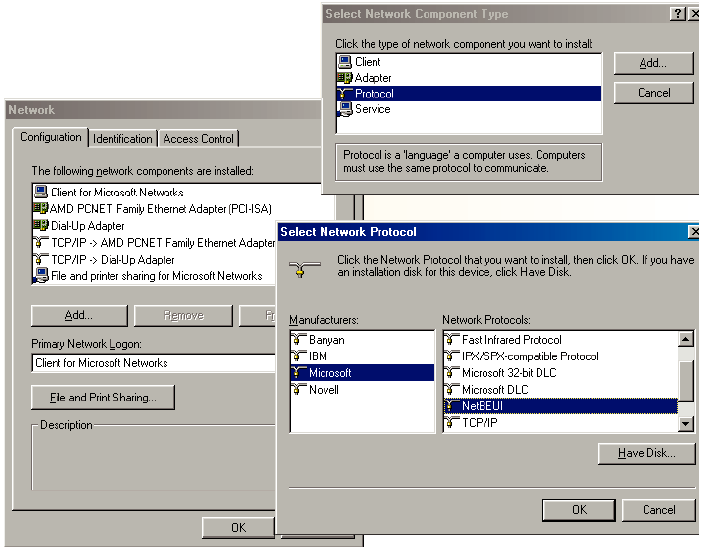 Select Network Component Type
Click the type of network component you want to install:
Client
Adapter
Protocol
Service
Add...
Cancel
Protocol is a 'language' a computer uses. Computers
must use the same protocol to communicate.
Network
Configuration
Identification
Access Control
The following network components are installed:
Client for Microsoft Networks
AMD PCNET Family Ethernet Adapter (PCI-ISA)
Dial-Up Adapter
TCP/IP -> AMD PCNET Family Ethernet Adapter
TCP/IP -> Dial-Up Adapter
File and printer sharing for Microsoft Networks
Add...
Remove
Primary Network Logon:
Client for Microsoft Networks
File and Print Sharing...
Description
OK
Select Network Protocol
Click the Network Protocol that you want to install, then click OK. If you have
an installation disk for this device, click Have Disk.
Manufacturers:
Banyan
IBM
Microsoft
Novell
Network Protocols:
Fast Infrared Protocol
IPX/SPX-compatible Protocol
Microsoft 32-bit DLC
Microsoft DLC
NetBEUI
TCP/IP
Have Disk...
OK
Cancel